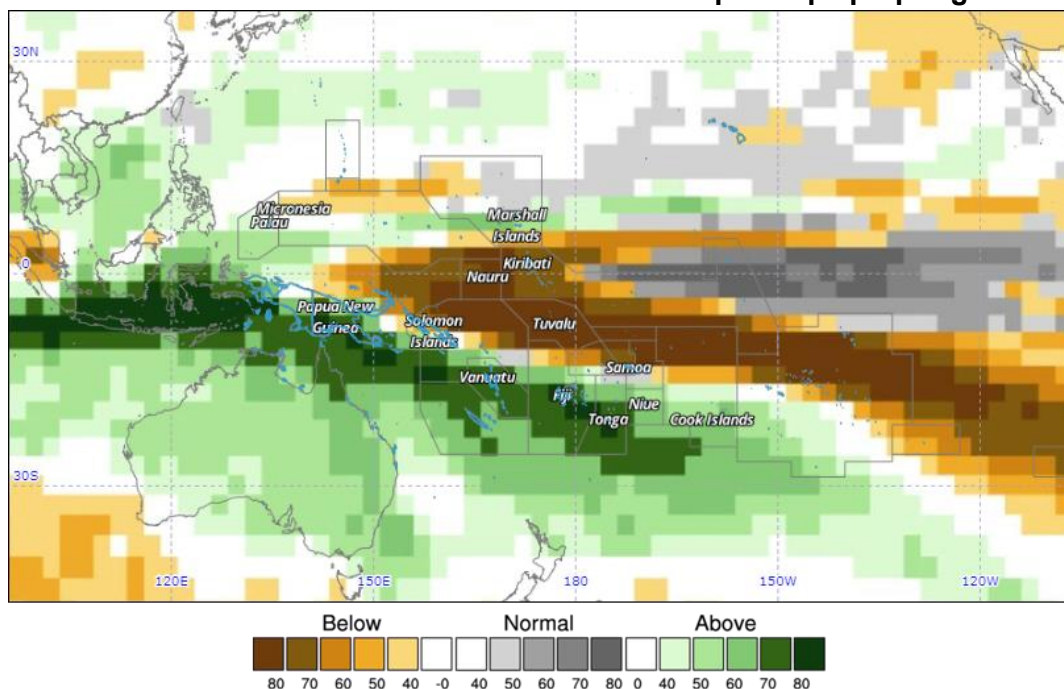 30N
Micronesia
Palau
Marshall
Islands
0
Kiribati
Nauru
Papua New
Guinea
Solomon
Islands
Tuvalu
Samoa
Vanuatu
Fiji
Niue
Tonga
Cook Islands
30S
120E 150E 180 150W 120W
Below Normal Above
80 70 60 50 40 -0 40 50 60 70 80 0 40 50 60 70 80